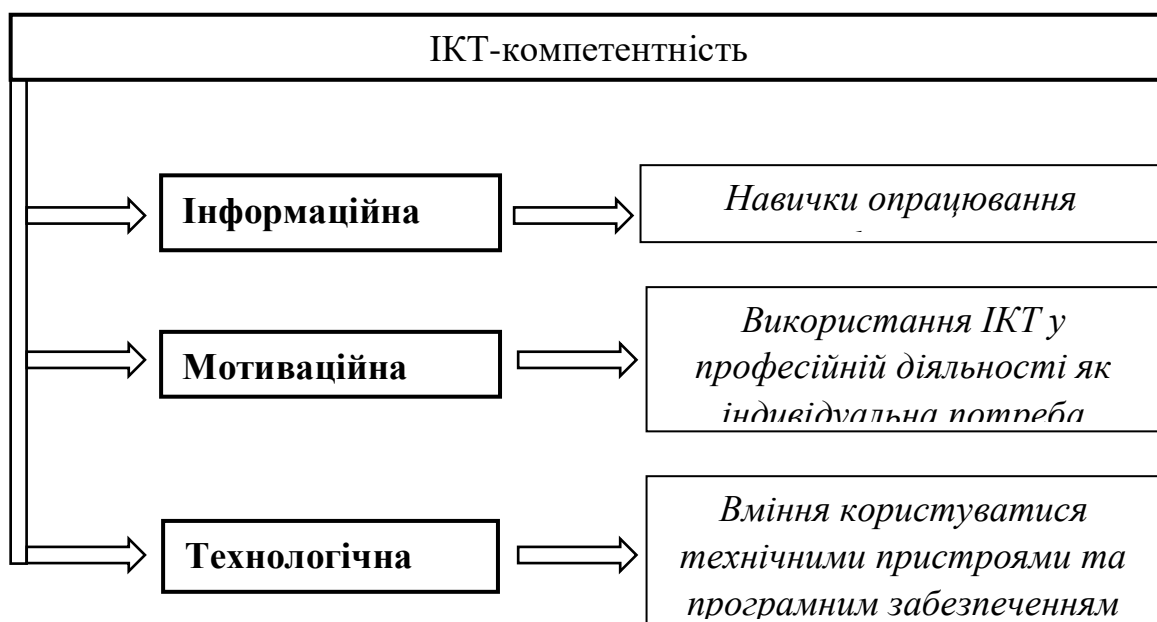 ІКТ-компетентність
Інформаційна
Навички опрацювання
Мотиваційна
Використання ІКТ у
професійній діяльності як
індивідуальна потреба
Технологічна
Вміння користуватися
технічними пристроями та
програмним забезпеченням